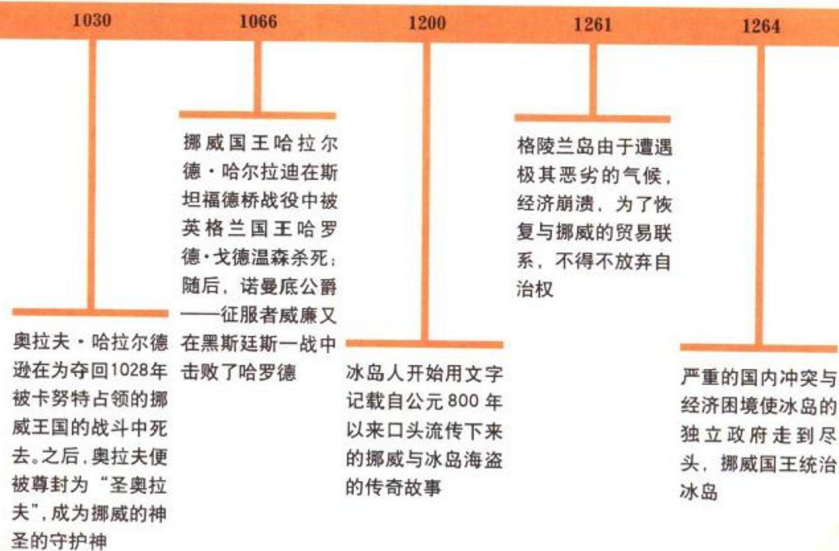 1030
1066
1200
1261
1264
奥拉夫·哈拉尔德
逊在为夺回1028年
被卡努特占领的挪
威王国的战斗中死
去。之后，奥拉夫便
被尊封为“圣奥拉
夫”，成为挪威的神
圣的守护神
挪威国王哈拉尔
德·哈尔拉迪在斯
坦福德桥战役中被
英格兰国王哈罗
德·戈德温森杀死；
随后，诺曼底公爵
——征服者威廉又
在黑斯廷斯一战中
击败了哈罗德
冰岛人开始用文字
记载自公元800年
以来口头流传下来
的挪威与冰岛海盗
的传奇故事
格陵兰岛由于遭遇
极其恶劣的气候，
经济崩溃，为了恢
复与挪威的贸易联
系，不得不放弃自
治权
严重的国内冲突与
经济困境使冰岛的
独立政府走到尽
头，挪威国王统治
冰岛